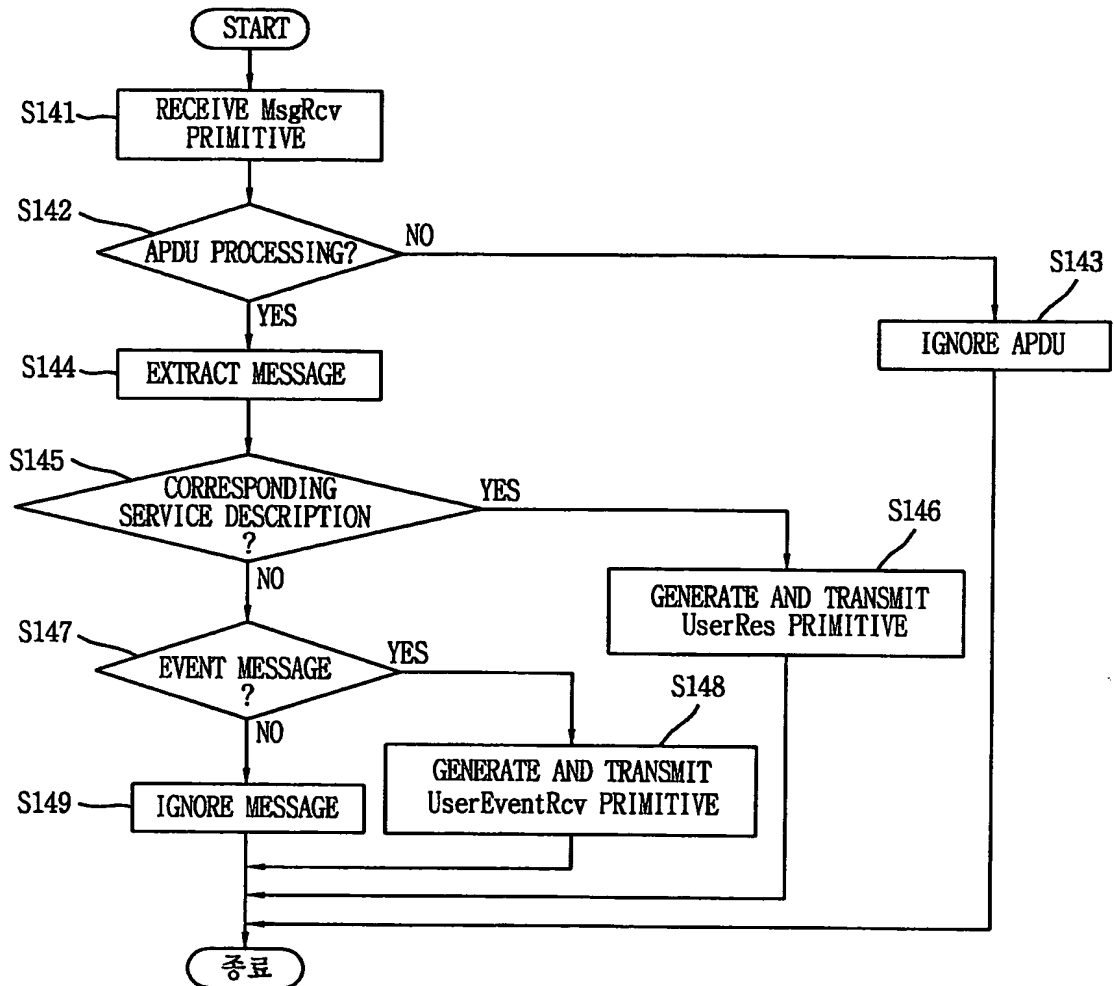 START
S141
RECEIVE MsgRcv
PRIMITIVE
S142
APDU PROCESSING?
NO
YES
S143
IGNORE APDU
S144
EXTRACT MESSAGE
S145
CORRESPONDING
SERVICE DESCRIPTION
?
YES
NO
S146
GENERATE AND TRANSMIT
UserRes PRIMITIVE
S147
EVENT MESSAGE
?
YES
NO
S148
GENERATE AND TRANSMIT
UserEventRcv PRIMITIVE
S149
IGNORE MESSAGE
종료